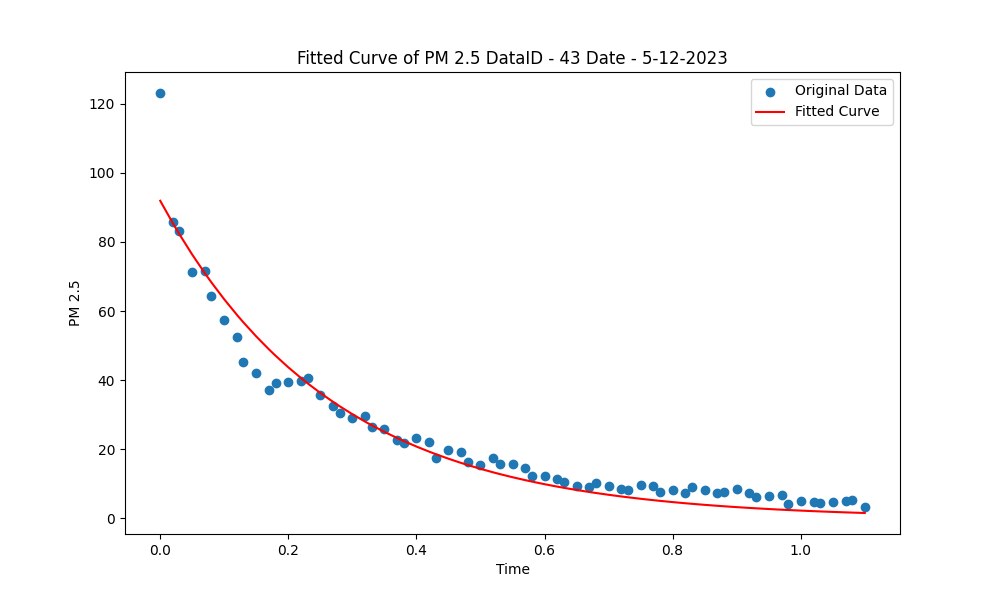 Fitted Curve of PM 2.5 DataID - 43 Date - 5-12-2023
Original Data
Fitted Curve
120
100
80
60
40
20
0
PM 2.5
0.0 0.2 0.4 0.6 0.8 1.0
Time